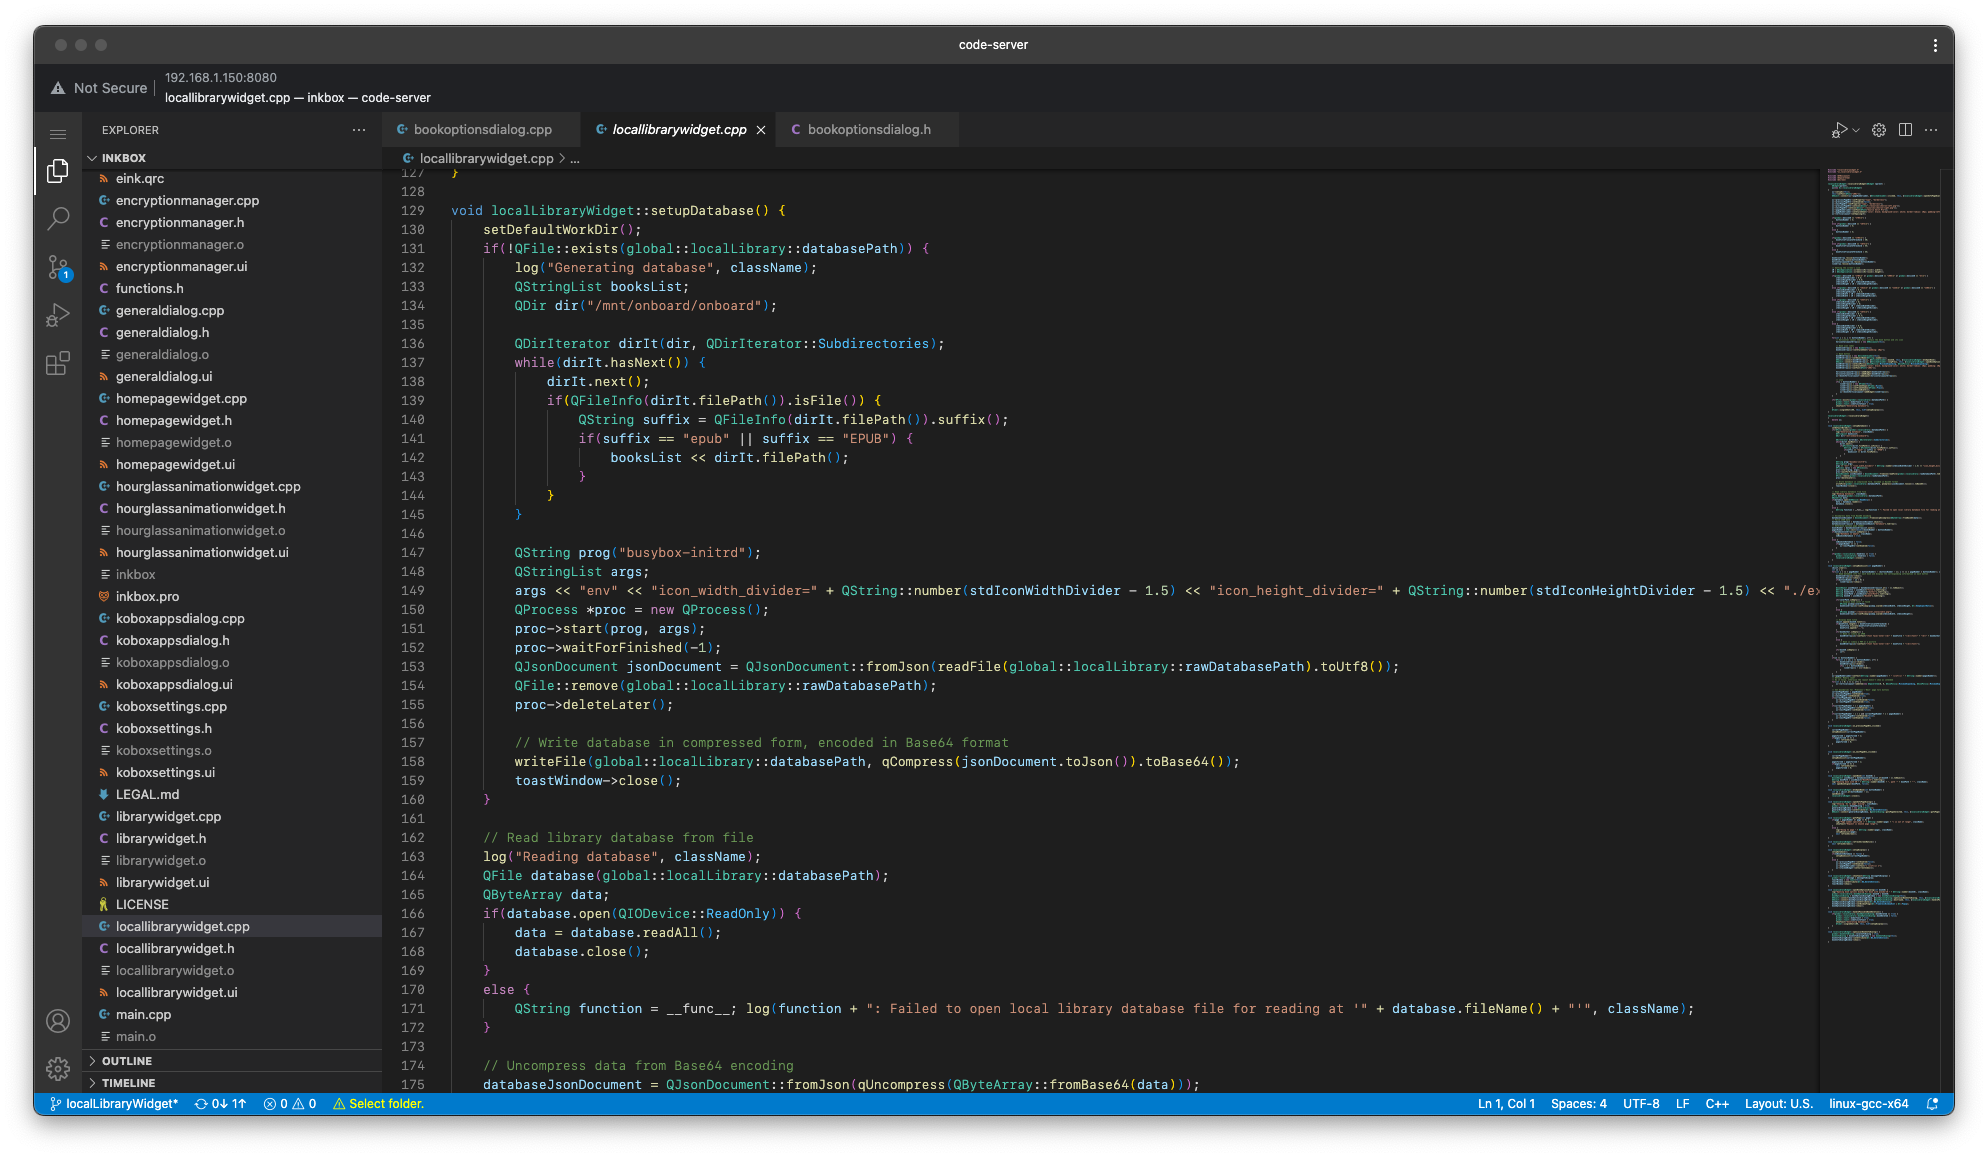 code-server
Not Secure
192.168.1.150:8080
locallibrarywidget.cpp — inkbox — code-server
EXPLORER
bookoptionsdialog.cpp
locallibrarywidget.cpp
bookoptionsdialog.h
INKBOX
locallibrarywidget.cpp > ...
eink.qrc
encryptionmanager.cpp
encryptionmanager.h
encryptionmanager.o
encryptionmanager.ui
functions.h
generaldialog.cpp
generaldialog.h
generaldialog.o
generaldialog.ui
homepagewidget.cpp
homepagewidget.h
homepagewidget.o
homepagewidget.ui
hourglassanimationwidget.cpp
hourglassanimationwidget.h
hourglassanimationwidget.o
hourglassanimationwidget.ui
inkbox
inkbox.pro
koboxappsdialog.cpp
koboxappsdialog.h
koboxappsdialog.o
koboxappsdialog.ui
koboxsettings.cpp
koboxsettings.h
koboxsettings.o
koboxsettings.ui
LEGAL.md
librarywidget.cpp
librarywidget.h
librarywidget.o
librarywidget.ui
LICENSE
locallibrarywidget.cpp
locallibrarywidget.h
locallibrarywidget.o
locallibrarywidget.ui
main.cpp
main.o
OUTLINE
TIMELINE
1
127 }
128
129 void localLibraryWidget::setupDatabase() {
130 setDefaultWorkDir();
131 if(!QFile::exists(global::localLibrary::databasePath)) {
132 log("Generating database", className);
133 QStringList booksList;
134 QDir dir("/mnt/onboard/onboard");
135
136 QDirIterator dirIt(dir, QDirIterator::Subdirectories);
137 while(dirIt.hasNext()) {
138 dirIt.next();
139 if(QFileInfo(dirIt.filePath()).isFile()) {
140 QString suffix = QFileInfo(dirIt.filePath()).suffix();
141 if(suffix == "epub" || suffix == "EPUB") {
142 booksList << dirIt.filePath();
143 }
144 }
145 }
146
147 QString prog("busybox-initrd");
148 QStringList args;
149 args << "env" << "icon_width_divider=" + QString::number(stdIconWidthDivider - 1.5) << "icon_height_divider=" + QString::number(stdIconHeightDivider - 1.5) << "./ex
150 QProcess *proc = new QProcess();
151 proc->start(prog, args);
152 proc->waitForFinished(-1);
153 QJsonDocument jsonDocument = QJsonDocument::fromJson(readFile(global::localLibrary::rawDatabasePath).toUtf8());
154 QFile::remove(global::localLibrary::rawDatabasePath);
155 proc->deleteLater();
156
157 // Write database in compressed form, encoded in Base64 format
158 writeFile(global::localLibrary::databasePath, qCompress(jsonDocument.toJson()).toBase64());
159 toastWindow->close();
160 }
161
162 // Read library database from file
163 log("Reading database", className);
164 QFile database(global::localLibrary::databasePath);
165 QByteArray data;
166 if(database.open(QIODevice::ReadOnly)) {
167 data = database.readAll();
168 database.close();
169 }
170 else {
171 QString function = __func__; log(function + ": Failed to open local library database file for reading at '" + database.fileName() + "'", className);
172 }
173
174 // Uncompress data from Base64 encoding
175 databaseJsonDocument = QJsonDocument::fromJson(qUncompress(QByteArray::fromBase64(data)));
localLibraryWidget* 0↓ 1↑ 0 0 Select folder.
Ln 1, Col 1 Spaces: 4 UTF-8 LF C++ Layout: U.S. linux-gcc-x64